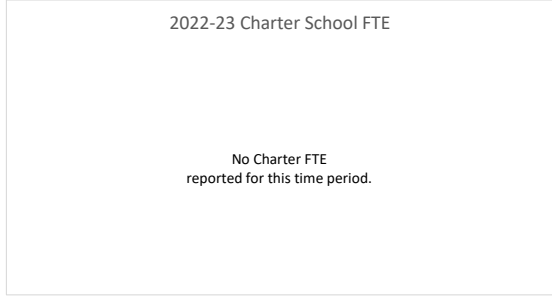 2022-23 Charter School FTE
No Charter FTE
reported for this time period.